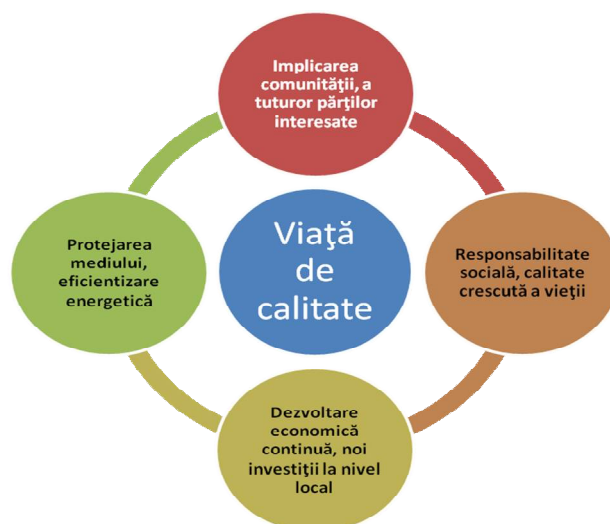 Implicarea
comunităţii, a
tuturor părţilor
interesate
Protejarea
mediului,
eficientizare
energetică
Viaţă
de
calitate
Responsabilitate
socială, calitate
crescută a vieţii
Dezvoltare
economică
continuă, noi
investiţii la nivel
local